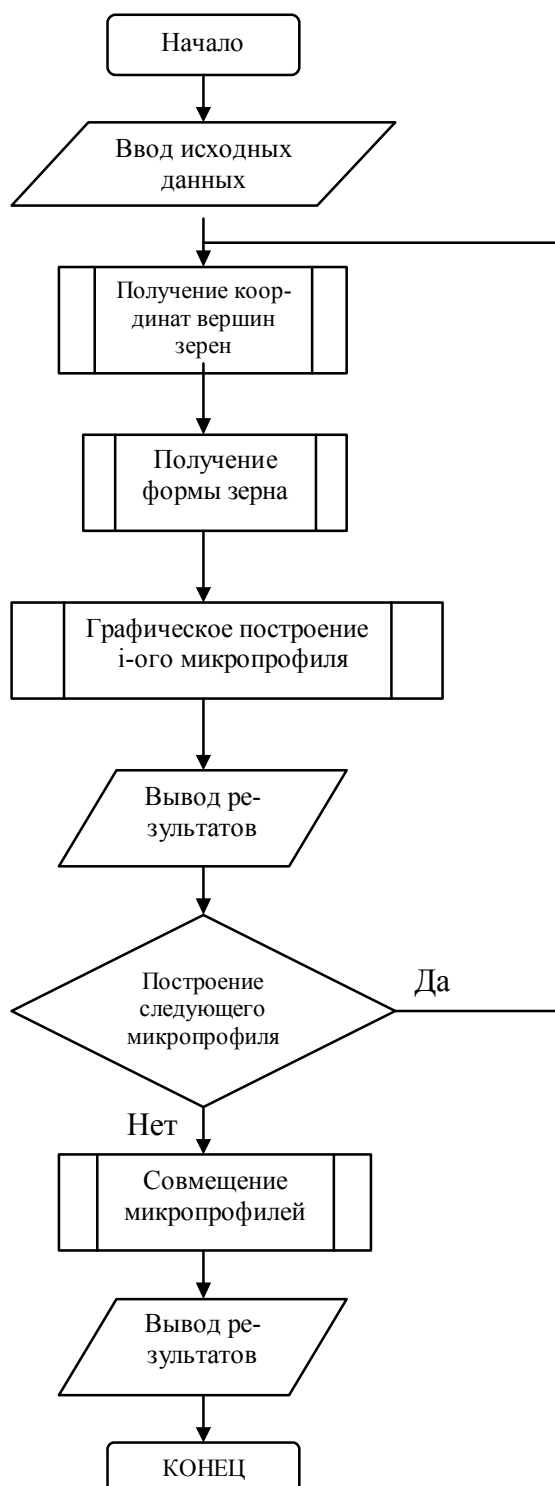 Начало
Ввод исходных
данных
Получение коор-
динат вершин
зерен
Получение
формы зерна
Графическое построение
i-ого микропрофиля
Вывод ре-
зультатов
Построение
следующего
микропрофиля
Да
Нет
Совмещение
микропрофилей
Вывод ре-
зультатов
КОНЕЦ